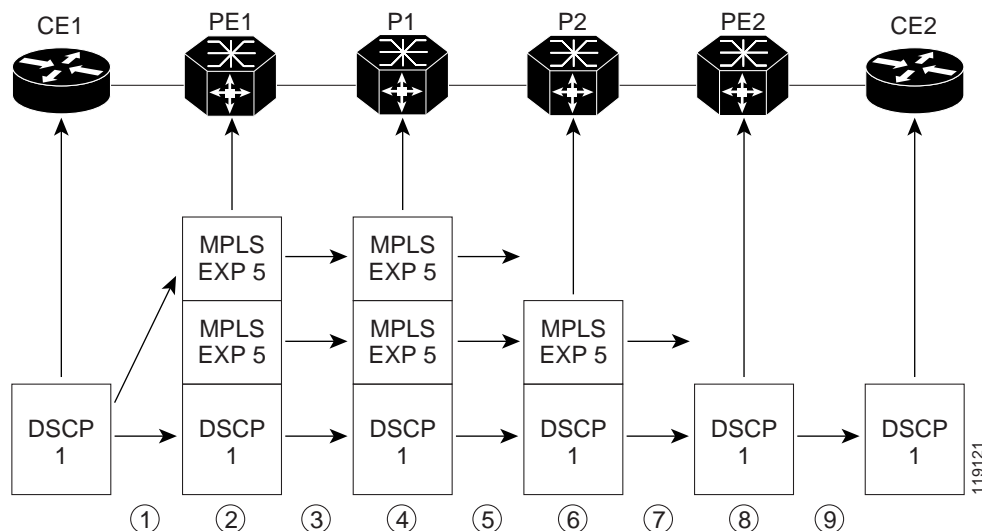 CE1
PE1
P1
P2
PE2
CE2
MPLS
EXP 5
MPLS
EXP 5
MPLS
EXP 5
MPLS
EXP 5
MPLS
EXP 5
DSCP
1
DSCP
1
DSCP
1
DSCP
1
DSCP
1
DSCP
1
119121
1
2
3
4
5
6
7
8
9